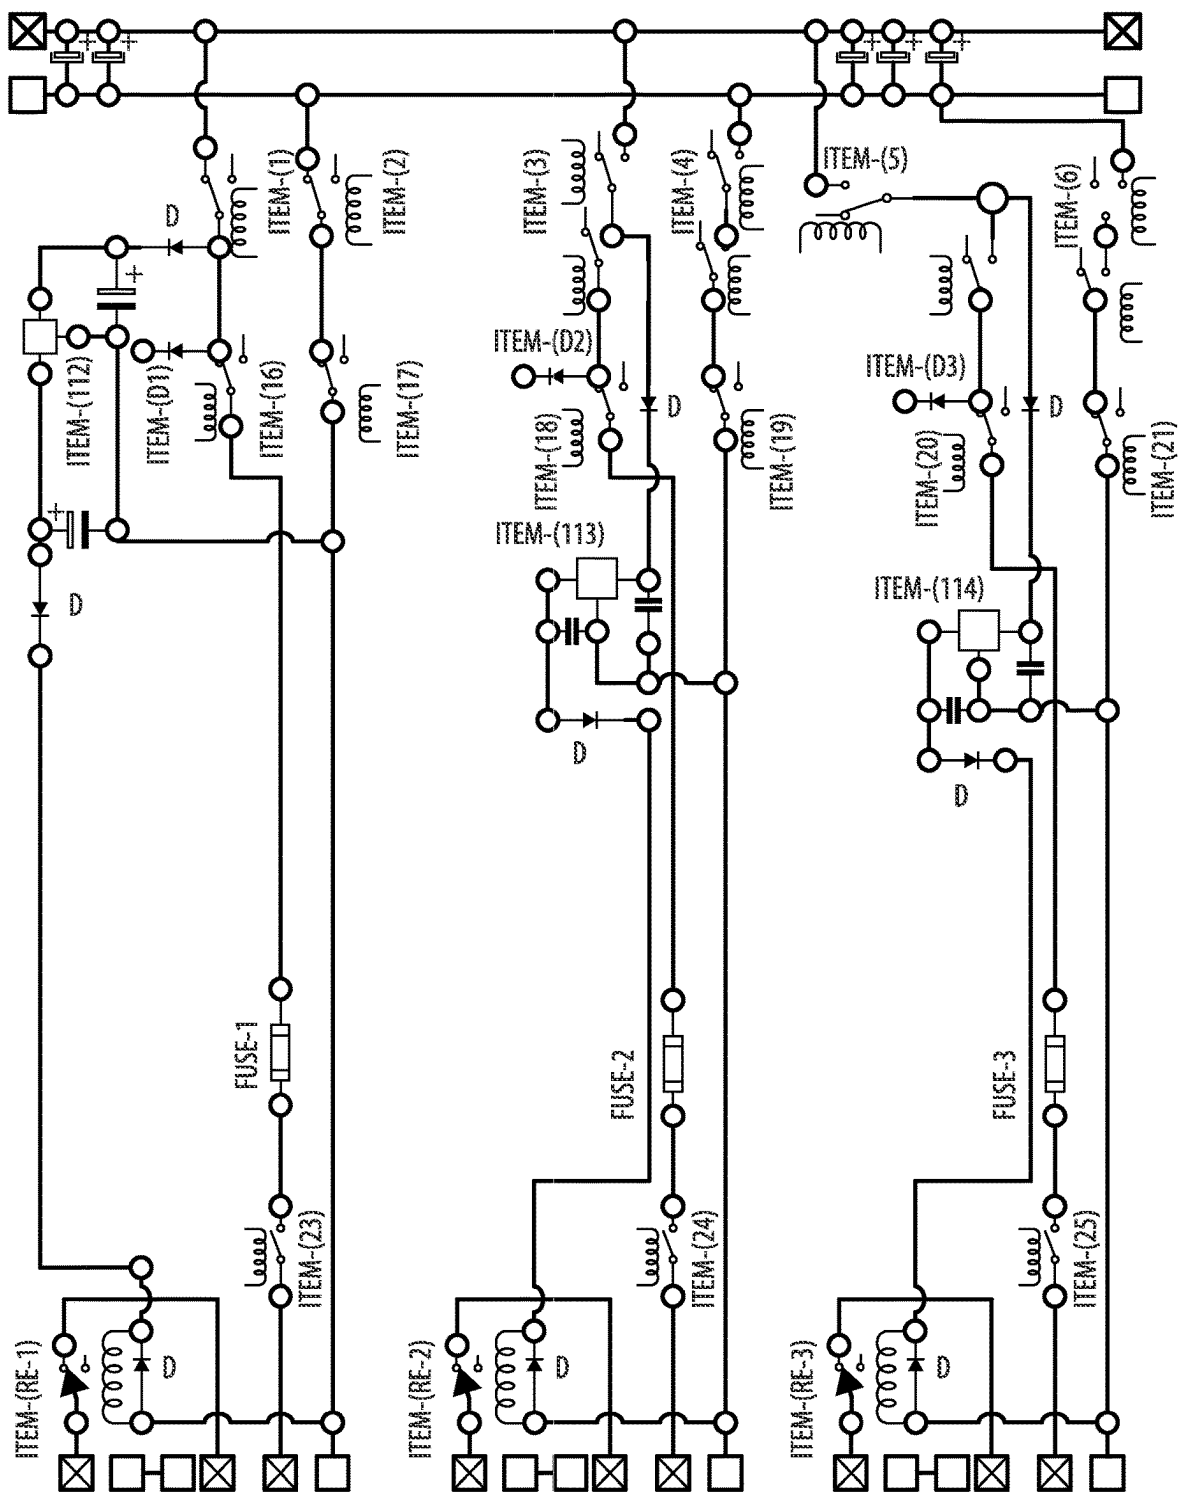 ITEM-(1)
ITEM-(2)
ITEM-(3)
ITEM-(4)
ITEM-(5)
ITEM-(6)
D
+
+
+
+
+
+
ITEM-(112)
ITEM-(D1)
ITEM-(16)
ITEM-(17)
ITEM-(D2)
ITEM-(18)
D
ITEM-(19)
ITEM-(D3)
ITEM-(20)
D
ITEM-(21)
+
D
ITEM-(113)
D
ITEM-(114)
D
FUSE-1
FUSE-2
FUSE-3
ITEM-(23)
ITEM-(24)
ITEM-(25)
ITEM-(RE-1)
D
ITEM-(RE-2)
D
ITEM-(RE-3)
D